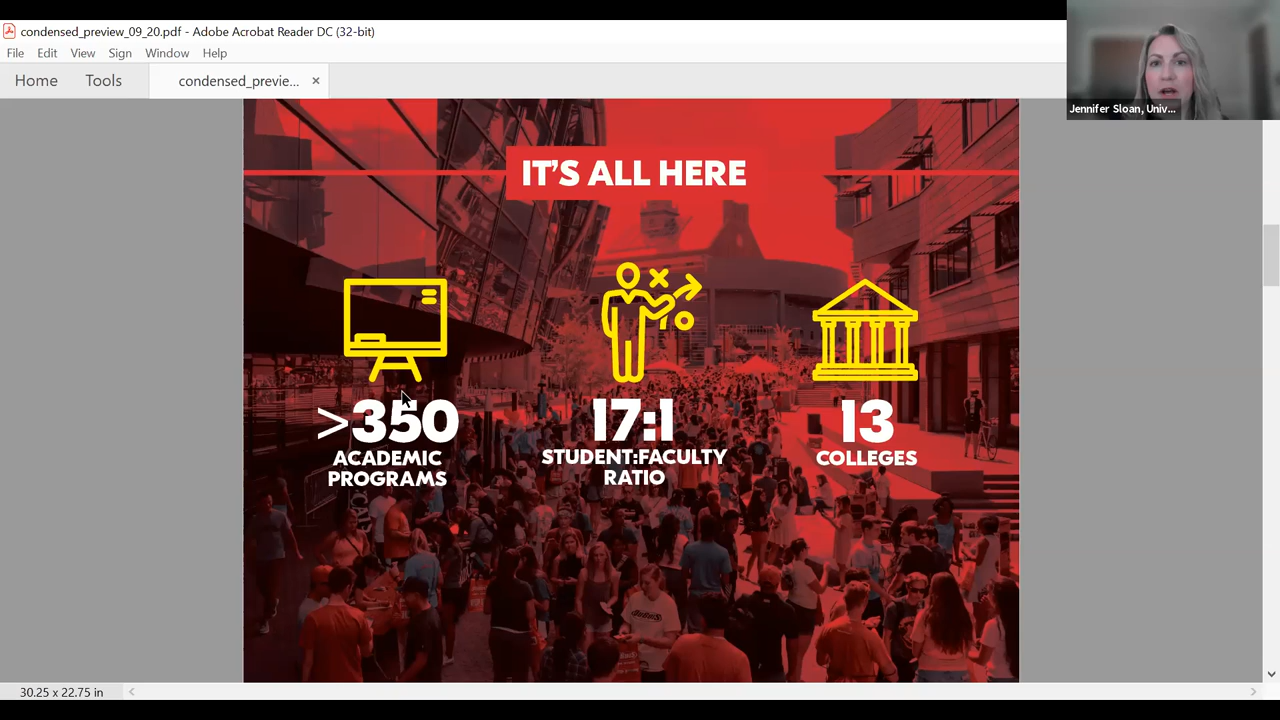 condensed_preview_09_20.pdf - Adobe Acrobat Reader DC (32-bit)
File Edit View Sign Window Help
Home Tools condensed_previe... ×
Jennifer Sloan, Univ...
IT'S ALL HERE
>350
ACADEMIC
PROGRAMS
17:1
STUDENT:FACULTY
RATIO
13
COLLEGES
30.25 x 22.75 in